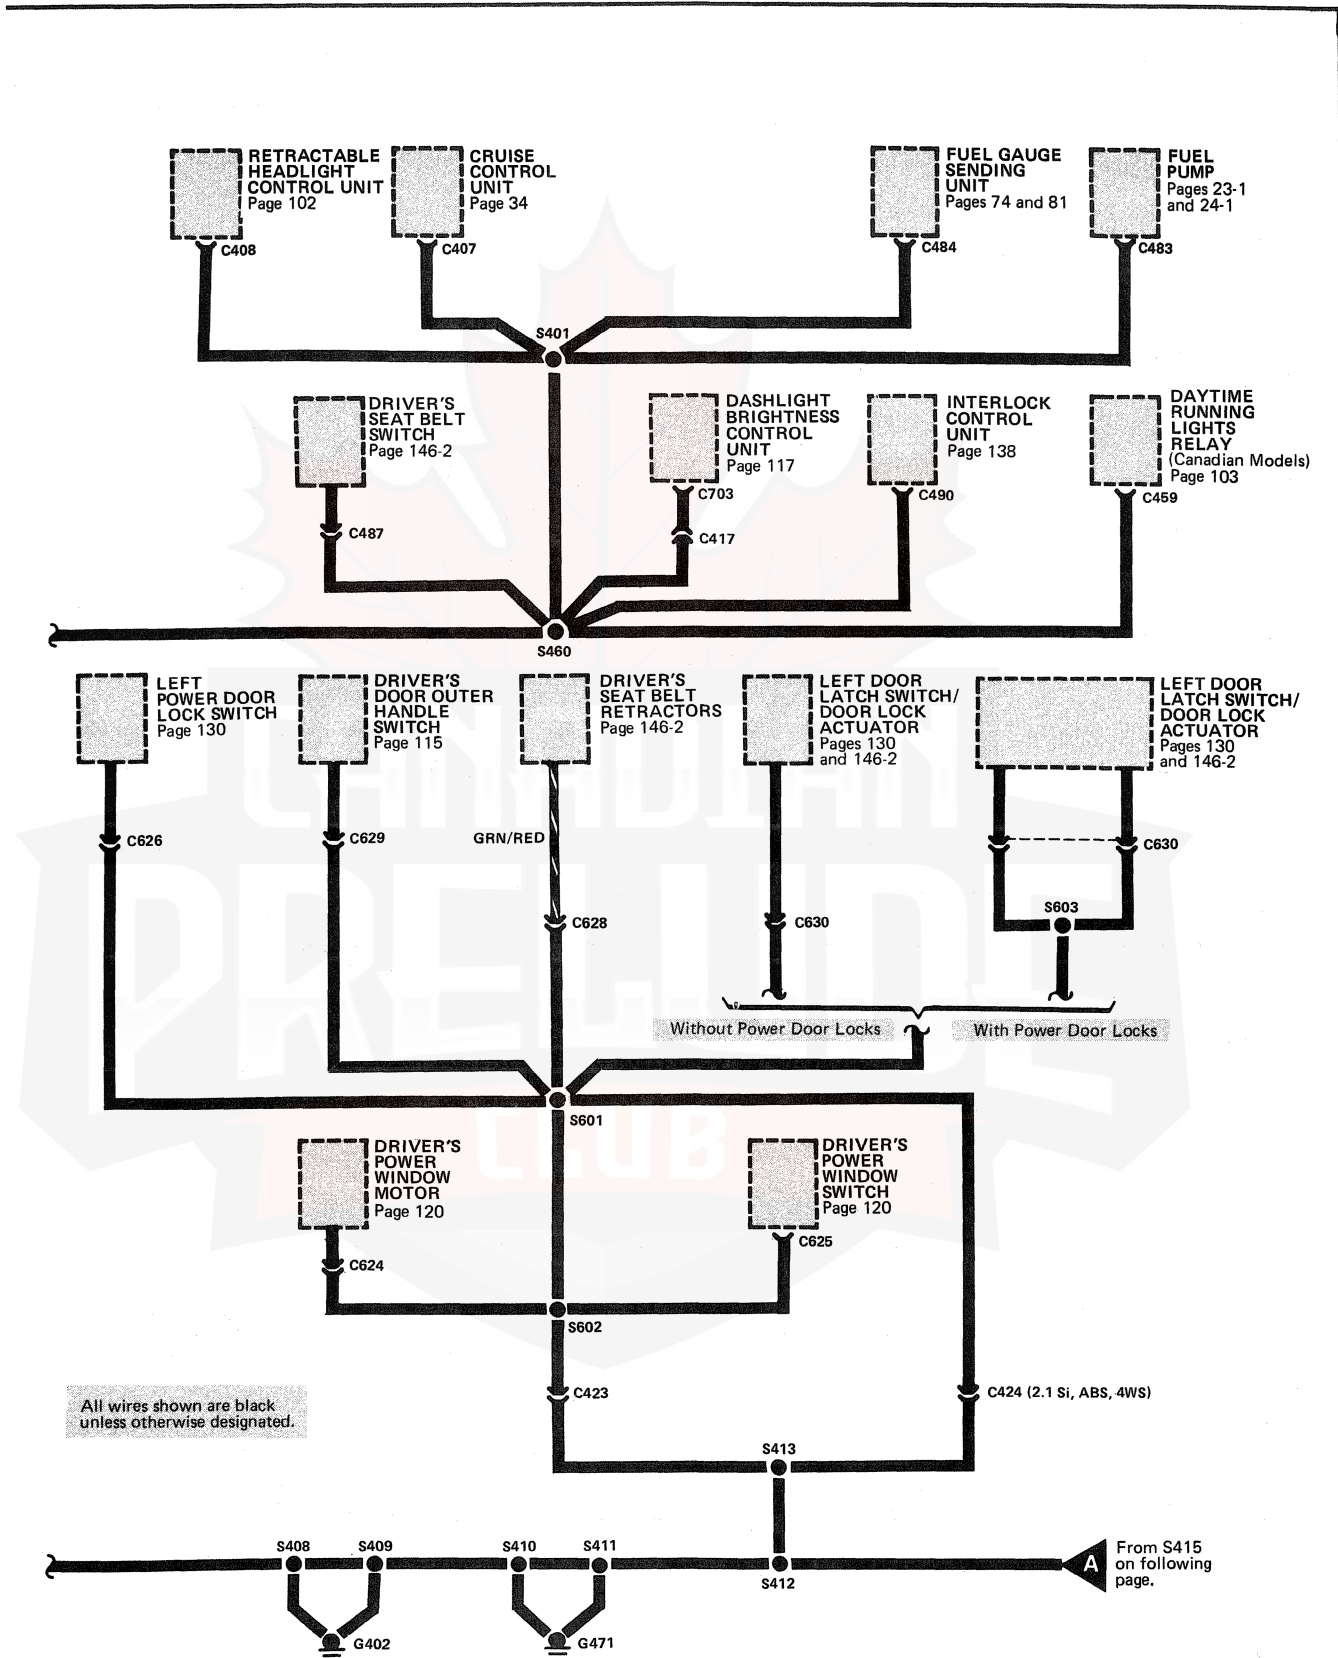 RETRACTABLE
HEADLIGHT
CONTROL UNIT
Page 102
C408
CRUISE
CONTROL
UNIT
Page 34
C407
FUEL GAUGE
SENDING
UNIT
Pages 74 and 81
C484
FUEL
PUMP
Pages 23-1
and 24-1
C483
S401
DRIVER'S
SEAT BELT
SWITCH
Page 146-2
C487
DASHLIGHT
BRIGHTNESS
CONTROL
UNIT
Page 117
C703
C417
INTERLOCK
CONTROL
UNIT
Page 138
C490
DAYTIME
RUNNING
LIGHTS
RELAY
(Canadian Models)
Page 103
C459
S460
LEFT
POWER DOOR
LOCK SWITCH
Page 130
C626
DRIVER'S
DOOR OUTER
HANDLE
SWITCH
Page 115
C629
DRIVER'S
SEAT BELT
RETRACTORS
Page 146-2
GRN/RED
C628
LEFT DOOR
LATCH SWITCH/
DOOR LOCK
ACTUATOR
Pages 130
and 146-2
C630
LEFT DOOR
LATCH SWITCH/
DOOR LOCK
ACTUATOR
Pages 130
and 146-2
C630
S603
Without Power Door Locks
With Power Door Locks
S601
DRIVER'S
POWER
WINDOW
MOTOR
Page 120
C624
DRIVER'S
POWER
WINDOW
SWITCH
Page 120
C625
S602
C423
C424 (2.1 Si, ABS, 4WS)
All wires shown are black
unless otherwise designated.
S413
S408
S409
S410
S411
S412
A
From S415
on following
page.
G402
G471
CANADIAN
PRELUDE
CLUB